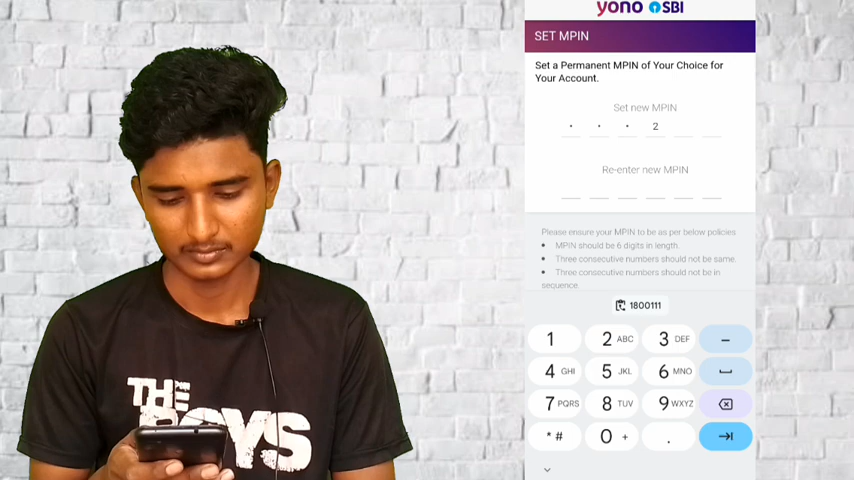 yono SBI
SET MPIN
Set a Permanent MPIN of Your Choice for
Your Account.
Set new MPIN
• • • 2
Re-enter new MPIN
Please ensure your MPIN to be as per below policies
• MPIN should be 6 digits in length.
• Three consecutive numbers should not be same.
• Three consecutive numbers should not be in
sequence.
1800111
1 2 ABC 3 DEF –
4 GHI 5 JKL 6 MNO
7 PQRS 8 TUV 9 WXYZ
* # 0 + .
THE
BOYS